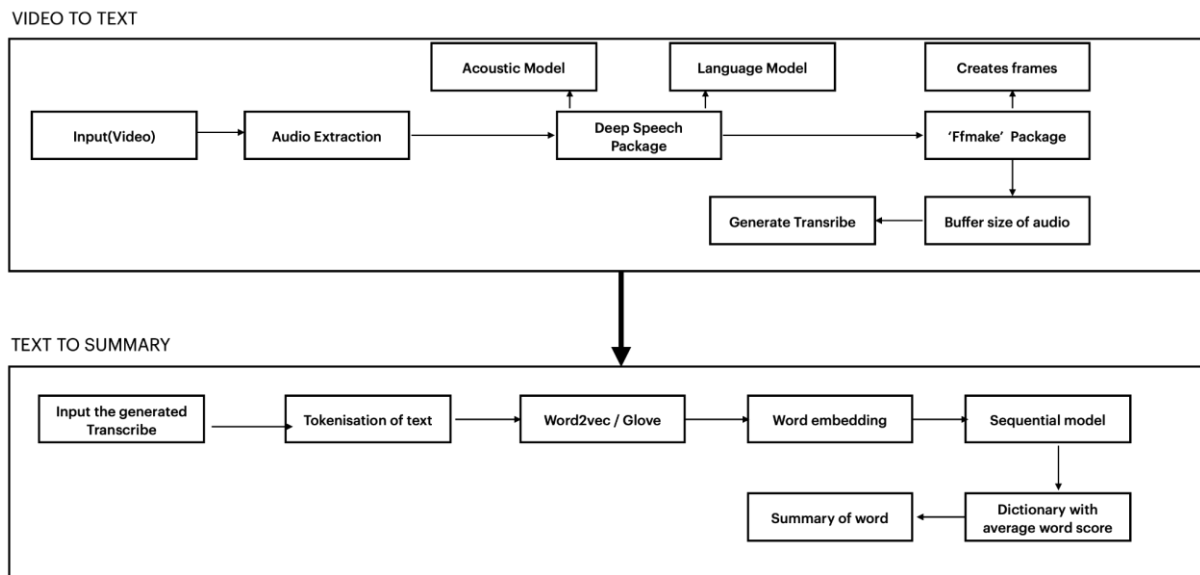 VIDEO TO TEXT
Acoustic Model
Language Model
Creates frames
Input(Video)
Audio Extraction
Deep Speech
Package
‘Ffmake’ Package
Generate Transribe
Buffer size of audio
TEXT TO SUMMARY
Input the generated
Transcribe
Tokenisation of text
Word2vec / Glove
Word embedding
Sequential model
Summary of word
Dictionary with
average word score